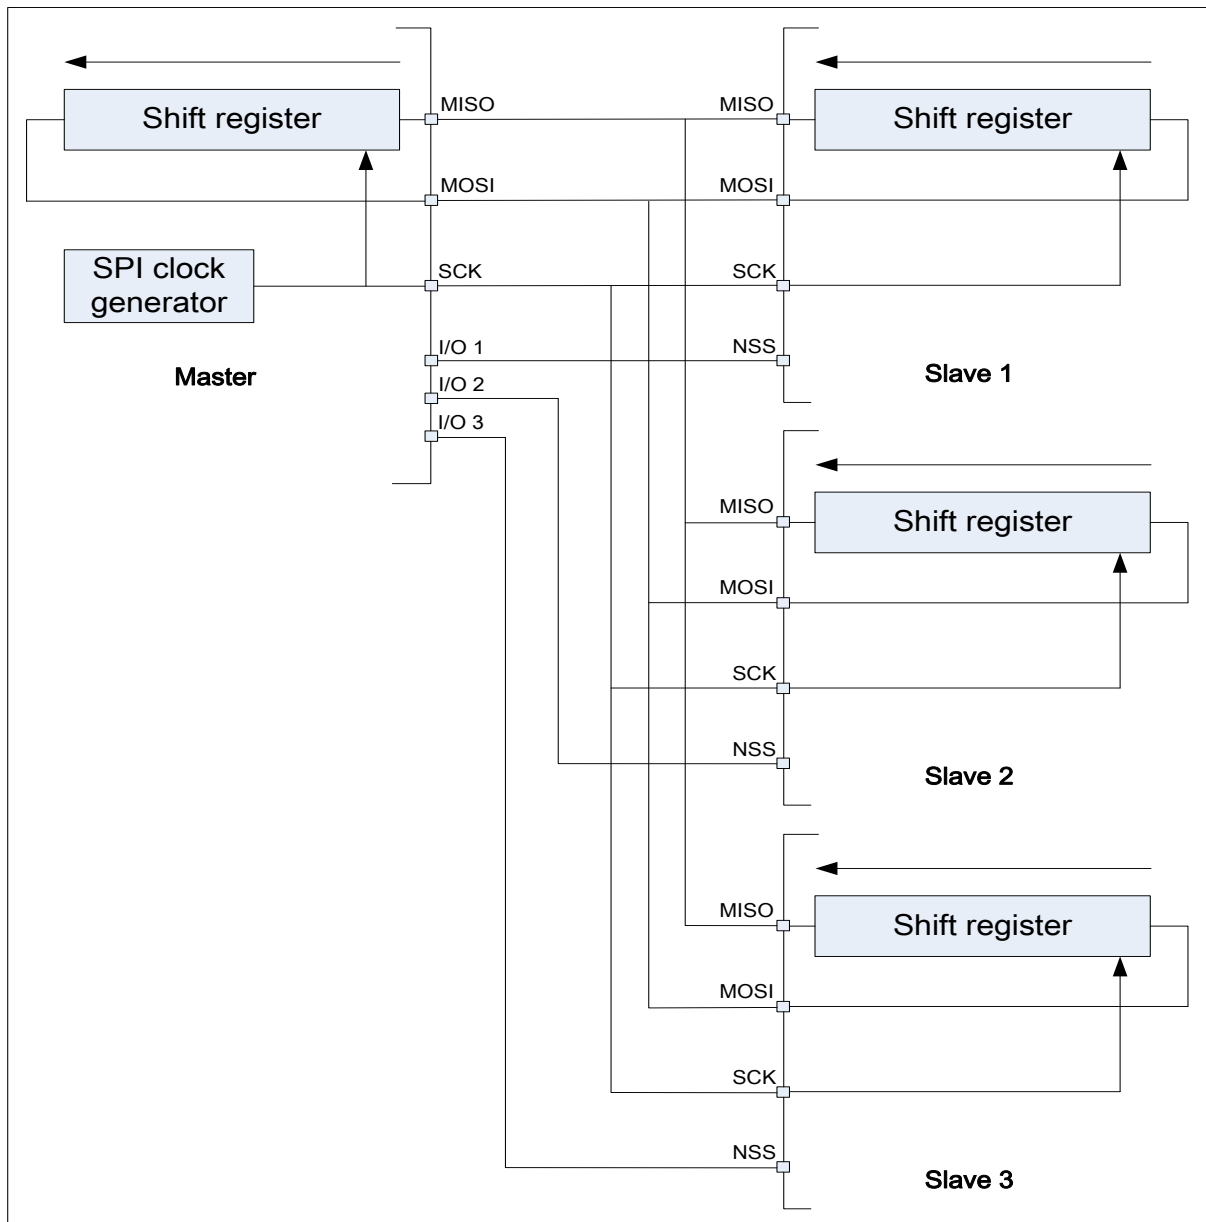 Shift register
MISO
MISO
Shift register
MOSI
MOSI
SPI clock
generator
SCK
SCK
I/O 1
NSS
Master
Slave 1
I/O 2
I/O 3
MISO
Shift register
MOSI
SCK
NSS
Slave 2
MISO
Shift register
MOSI
SCK
NSS
Slave 3